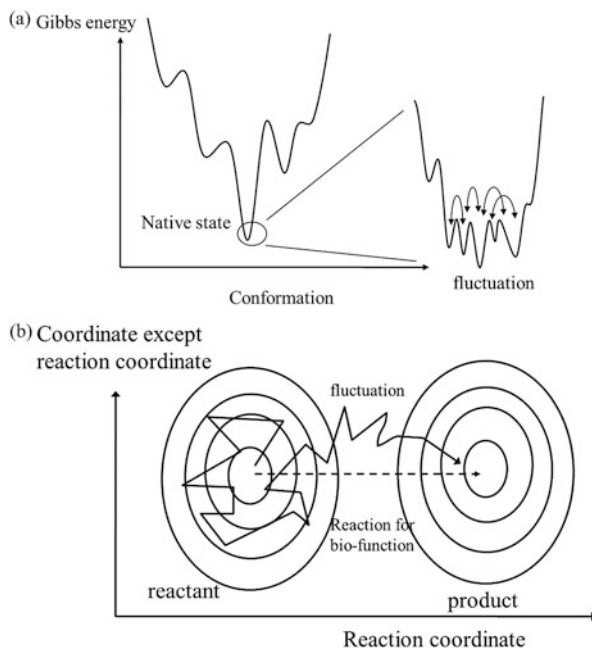 (a) Gibbs energy
Native state
fluctuation
Conformation
(b) Coordinate except
reaction coordinate
fluctuation
Reaction for
bio-function
reactant
product
Reaction coordinate